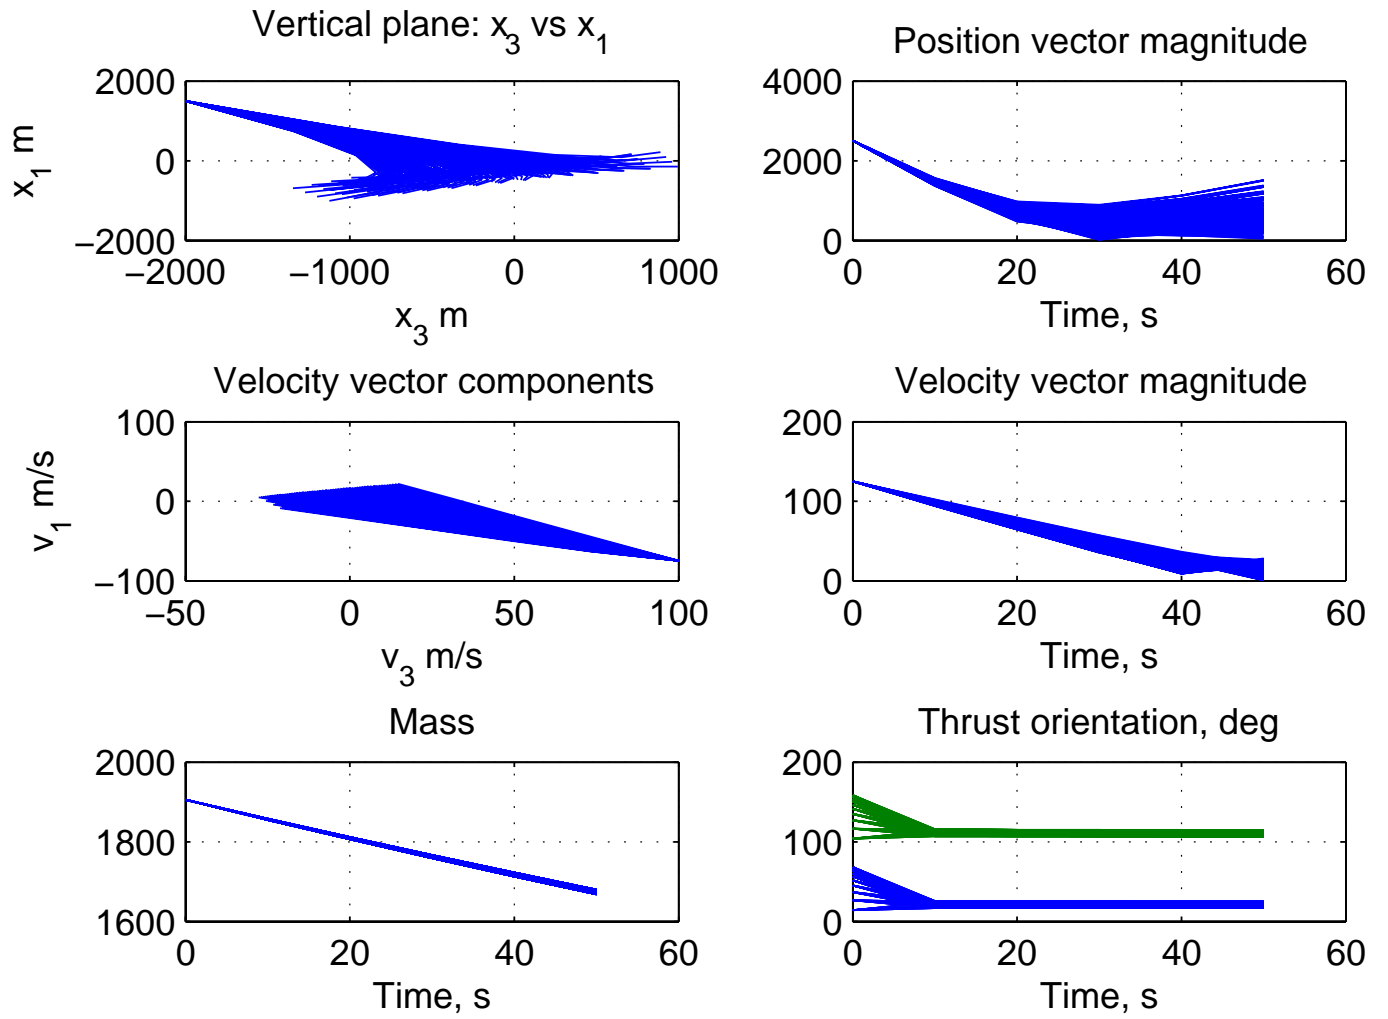 Vertical plane: x3 vs x1
2000
0
−2000
−2000 −1000 0 1000
x1 m
x3 m
Position vector magnitude
4000
2000
0
0 20 40 60
Time, s
Velocity vector components
100
0
−100
−50 0 50 100
v1 m/s
v3 m/s
Velocity vector magnitude
200
100
0
0 20 40 60
Time, s
Mass
2000
1800
1600
0 20 40 60
Time, s
Thrust orientation, deg
200
100
0
0 20 40 60
Time, s